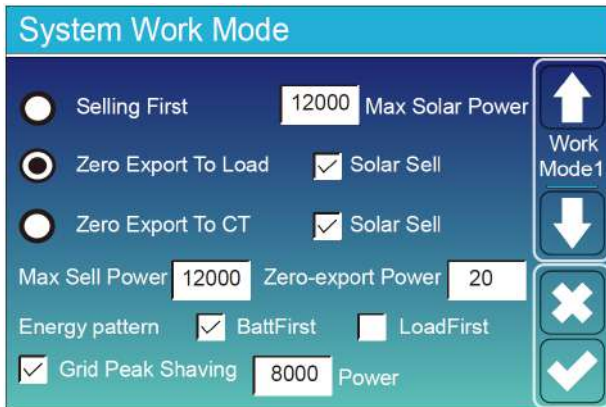 System Work Mode
Selling First 12000 Max Solar Power
Work
Mode1
Zero Export To Load Solar Sell
Zero Export To CT Solar Sell
Max Sell Power 12000 Zero-export Power 20
Energy pattern BattFirst LoadFirst
Grid Peak Shaving 8000 Power